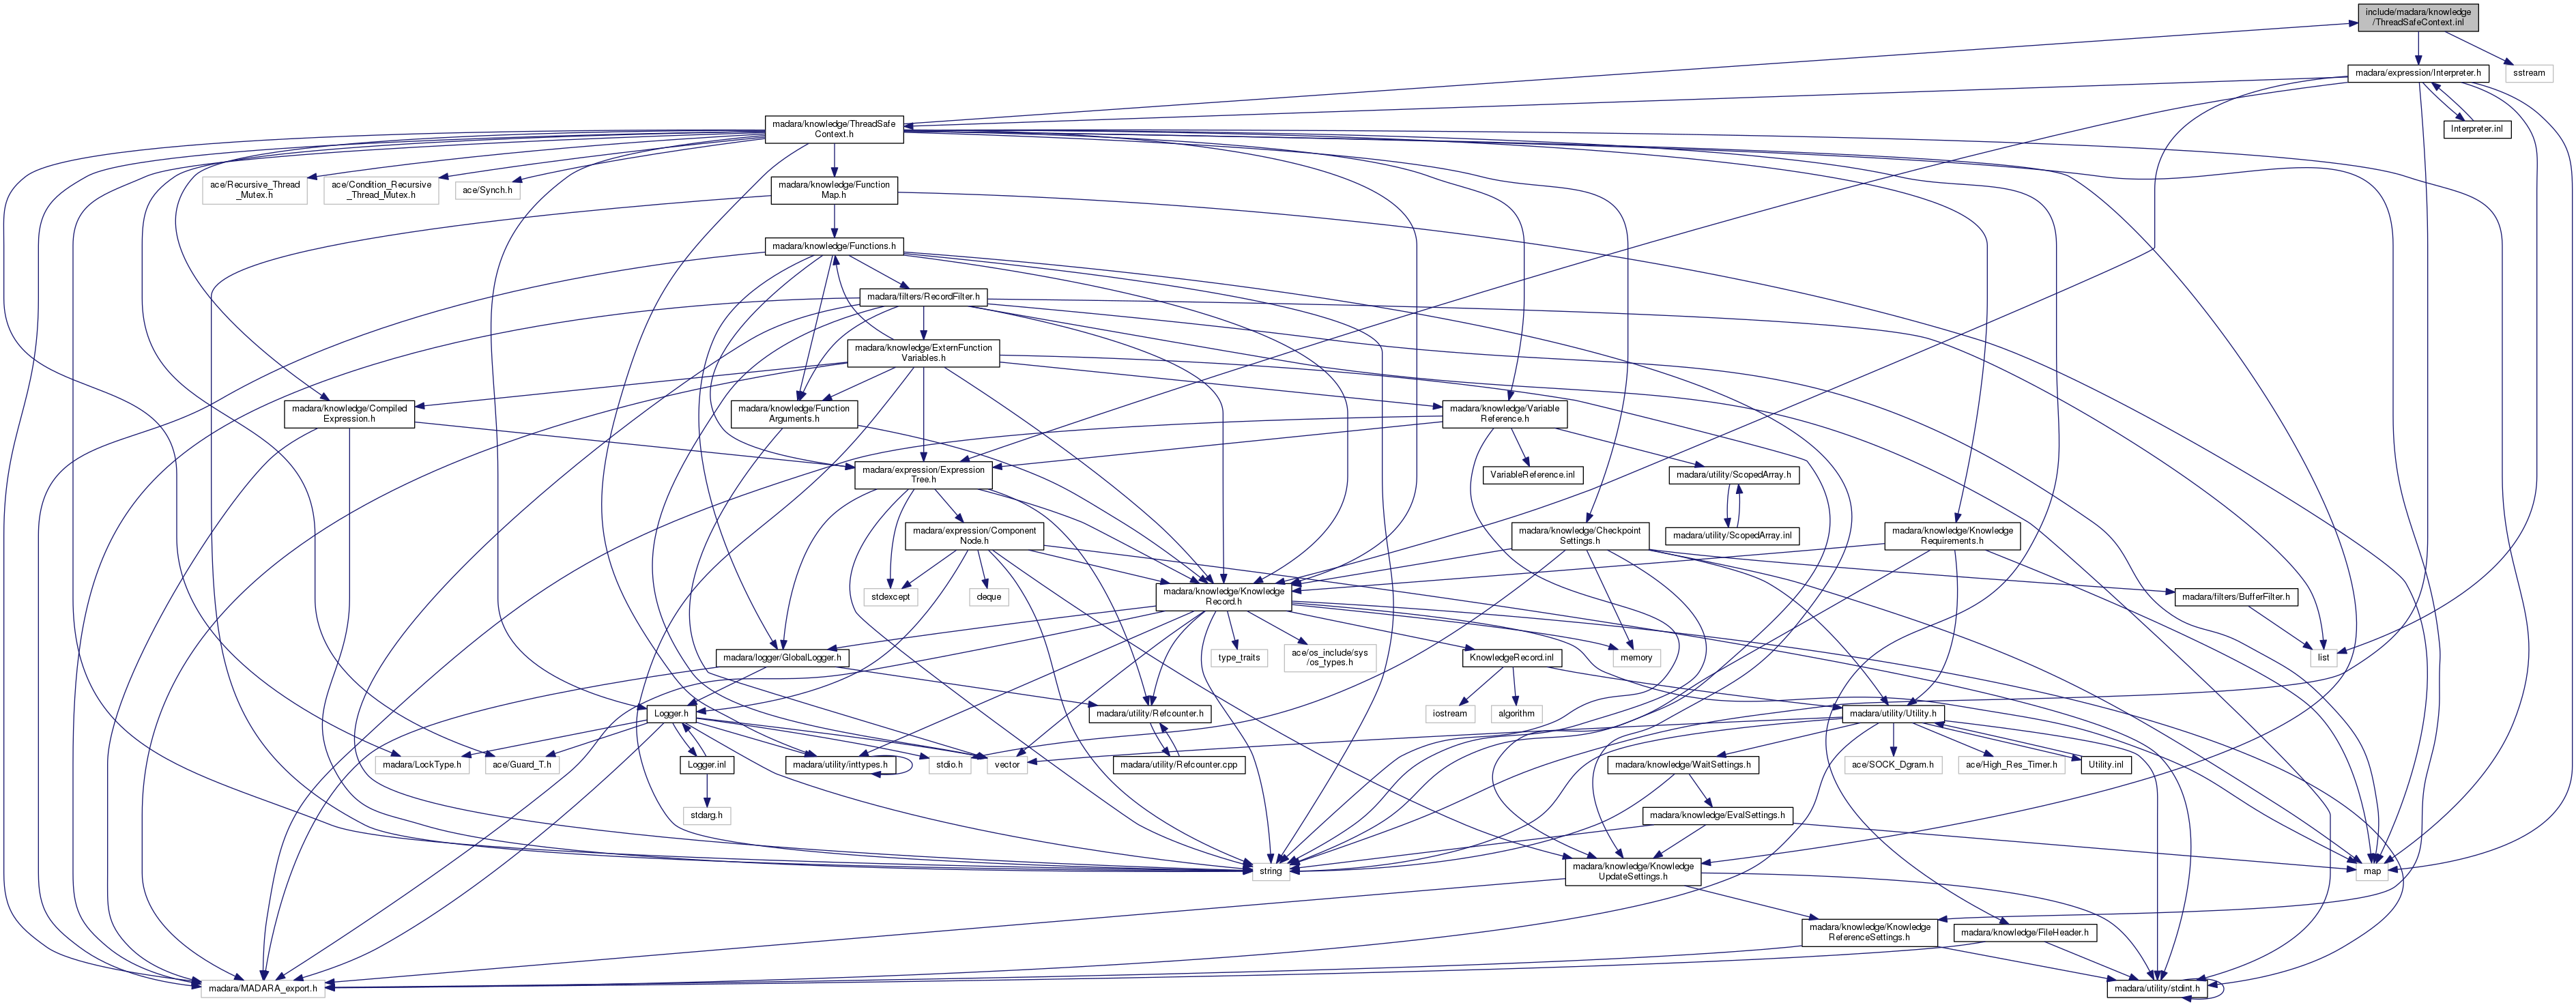 include/madara/knowledge
/ThreadSafeContext.inl
madara/expression/Interpreter.h
sstream
madara/knowledge/ThreadSafe
Context.h
Interpreter.inl
ace/Recursive_Thread
_Mutex.h
ace/Condition_Recursive
_Thread_Mutex.h
ace/Synch.h
madara/knowledge/Function
Map.h
madara/knowledge/Functions.h
madara/filters/RecordFilter.h
madara/knowledge/ExternFunction
Variables.h
madara/knowledge/Compiled
Expression.h
madara/knowledge/Function
Arguments.h
madara/knowledge/Variable
Reference.h
madara/expression/Expression
Tree.h
VariableReference.inl
madara/utility/ScopedArray.h
madara/expression/Component
Node.h
madara/knowledge/Checkpoint
Settings.h
madara/utility/ScopedArray.inl
madara/knowledge/Knowledge
Requirements.h
stdexcept
deque
madara/knowledge/Knowledge
Record.h
madara/filters/BufferFilter.h
madara/logger/GlobalLogger.h
type_traits
ace/os_include/sys
/os_types.h
KnowledgeRecord.inl
memory
list
Logger.h
madara/utility/Refcounter.h
iostream
algorithm
madara/utility/Utility.h
madara/LockType.h
ace/Guard_T.h
Logger.inl
madara/utility/inttypes.h
stdio.h
vector
madara/utility/Refcounter.cpp
madara/knowledge/WaitSettings.h
ace/SOCK_Dgram.h
ace/High_Res_Timer.h
Utility.inl
stdarg.h
madara/knowledge/EvalSettings.h
string
madara/knowledge/Knowledge
UpdateSettings.h
map
madara/knowledge/Knowledge
ReferenceSettings.h
madara/knowledge/FileHeader.h
madara/MADARA_export.h
madara/utility/stdint.h